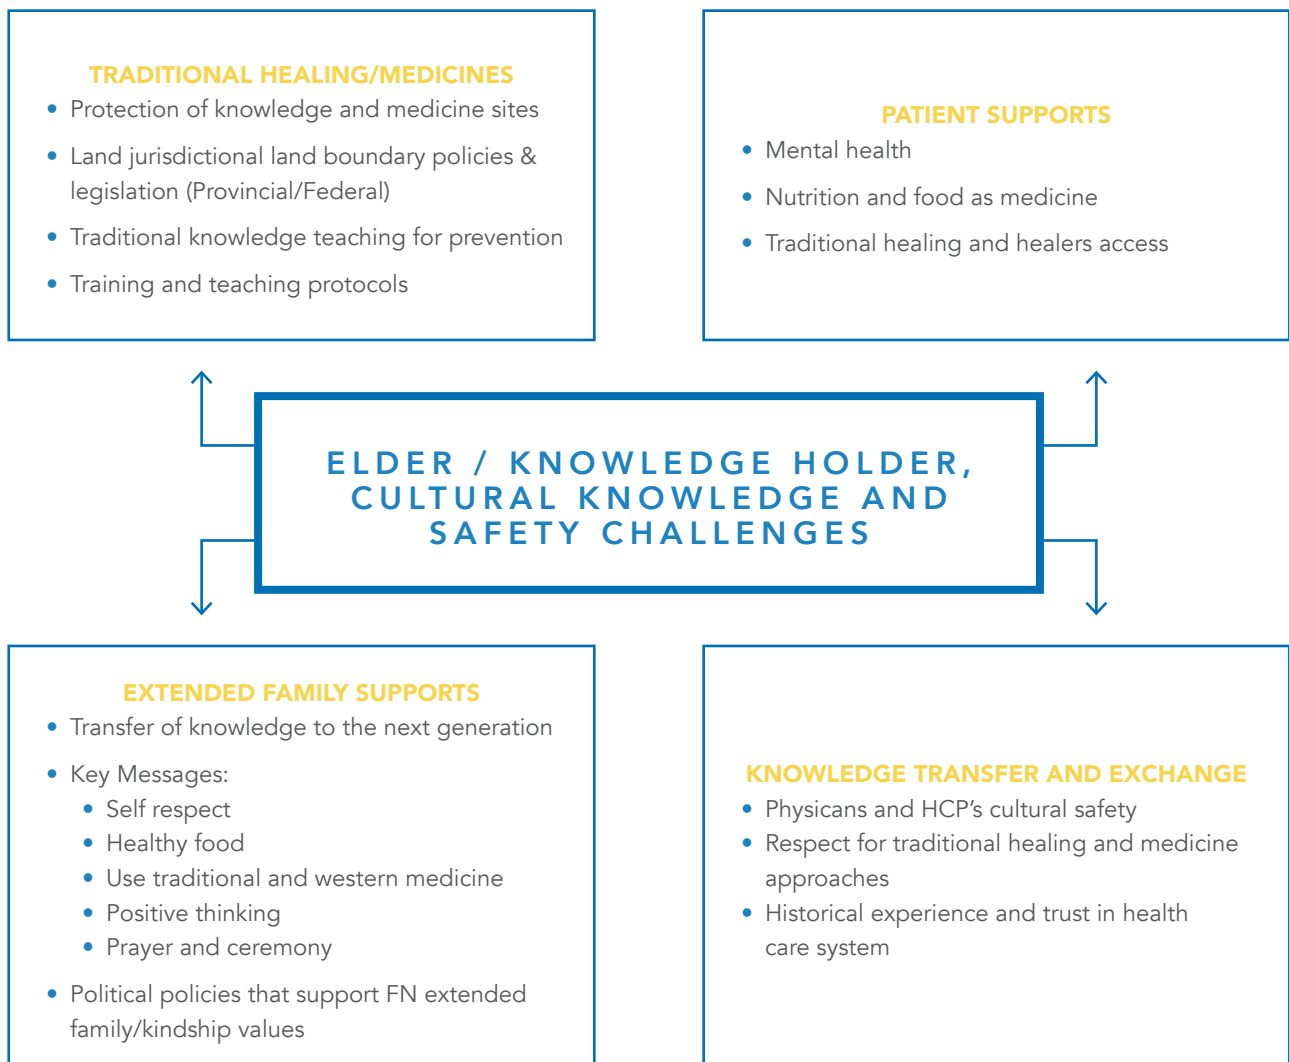 TRADITIONAL HEALING/MEDICINES
• Protection of knowledge and medicine sites
• Land jurisdictional land boundary policies &
legislation (Provincial/Federal)
• Traditional knowledge teaching for prevention
• Training and teaching protocols
PATIENT SUPPORTS
• Mental health
• Nutrition and food as medicine
• Traditional healing and healers access
ELDER / KNOWLEDGE HOLDER,
CULTURAL KNOWLEDGE AND
SAFETY CHALLENGES
EXTENDED FAMILY SUPPORTS
• Transfer of knowledge to the next generation
• Key Messages:
• Self respect
• Healthy food
• Use traditional and western medicine
• Positive thinking
• Prayer and ceremony
• Political policies that support FN extended
family/kindship values
KNOWLEDGE TRANSFER AND EXCHANGE
• Physicans and HCP’s cultural safety
• Respect for traditional healing and medicine
approaches
• Historical experience and trust in health
care system